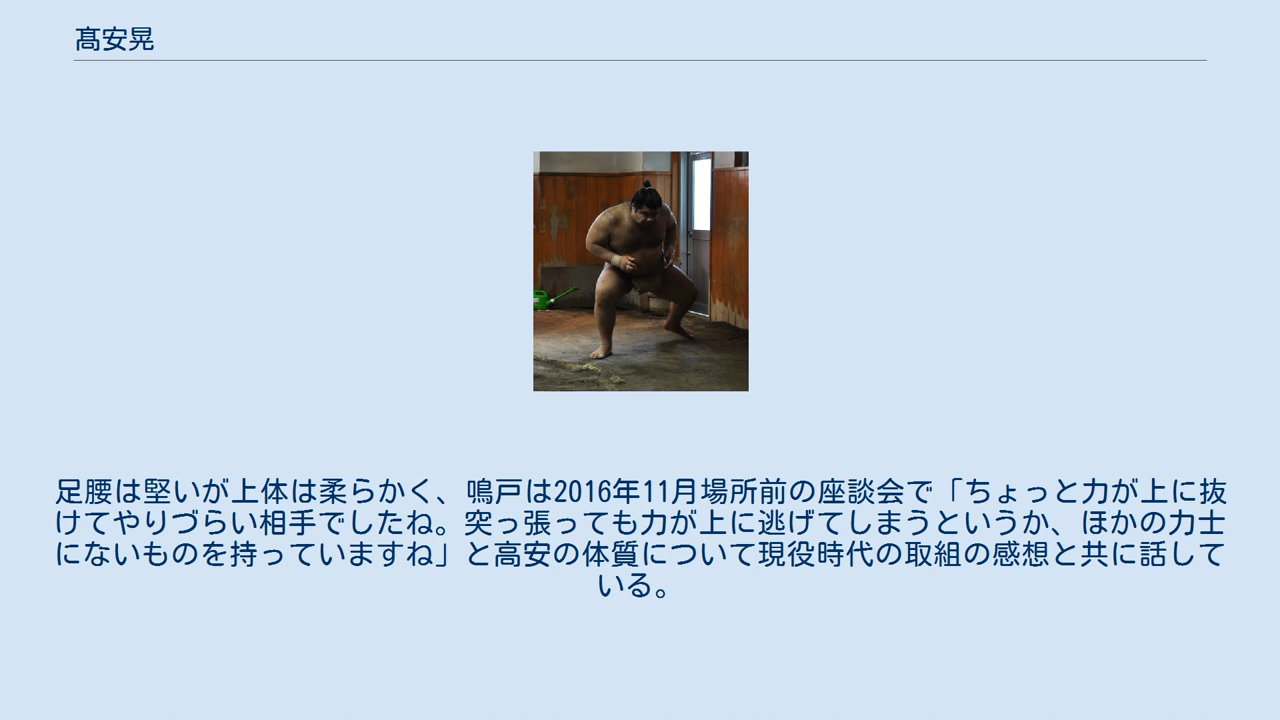 髙安晃
足腰は堅いが上体は柔らかく、鳴戸は2016年11月場所前の座談会で「ちょっと力が上に抜
けてやりづらい相手でしたね。突っ張っても力が上に逃げてしまうというか、ほかの力士
にないものを持っていますね」と高安の体質について現役時代の取組の感想と共に話して
いる。